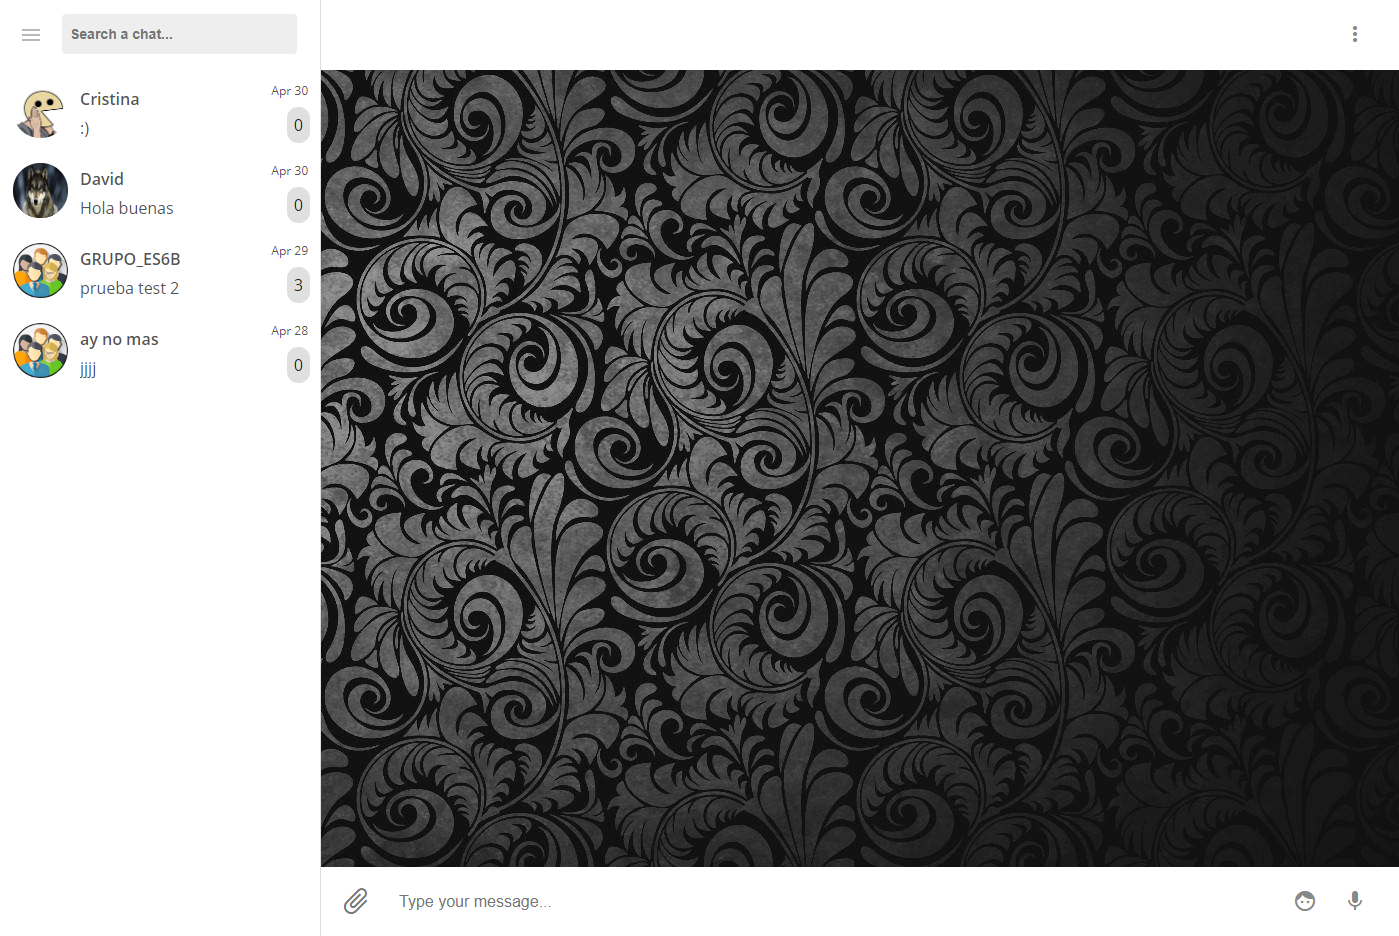 Search a chat...
Cristina
Apr 30
:)
0
David
Apr 30
Hola buenas
0
GRUPO_ES6B
Apr 29
prueba test 2
3
ay no mas
Apr 28
jjjj
0
Type your message...